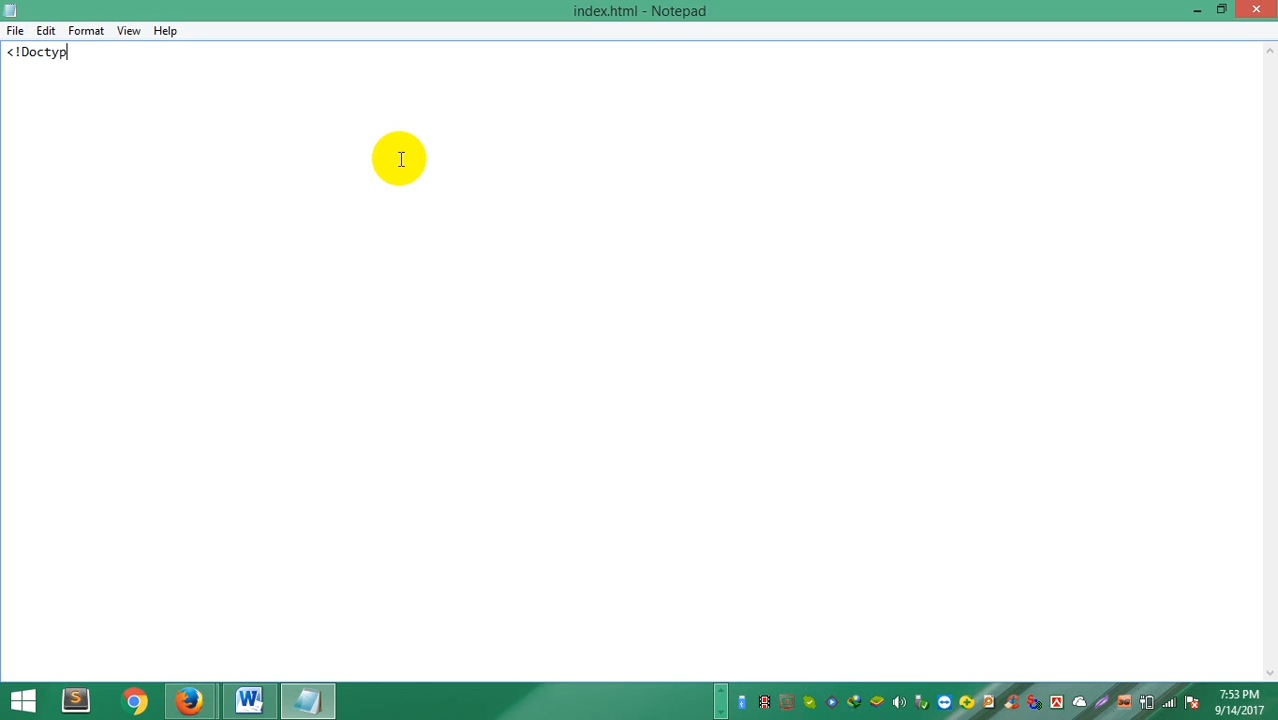 index.html - Notepad
File Edit Format View Help
<!Doctyp
7:53 PM
9/14/2017